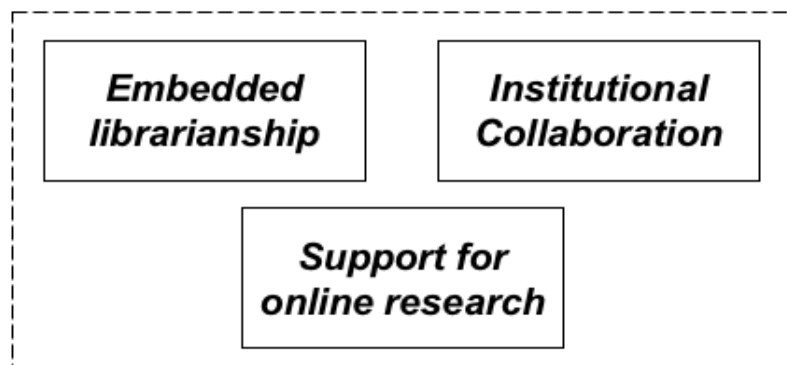 Embedded
librarianship
Institutional
Collaboration
Support for
online research